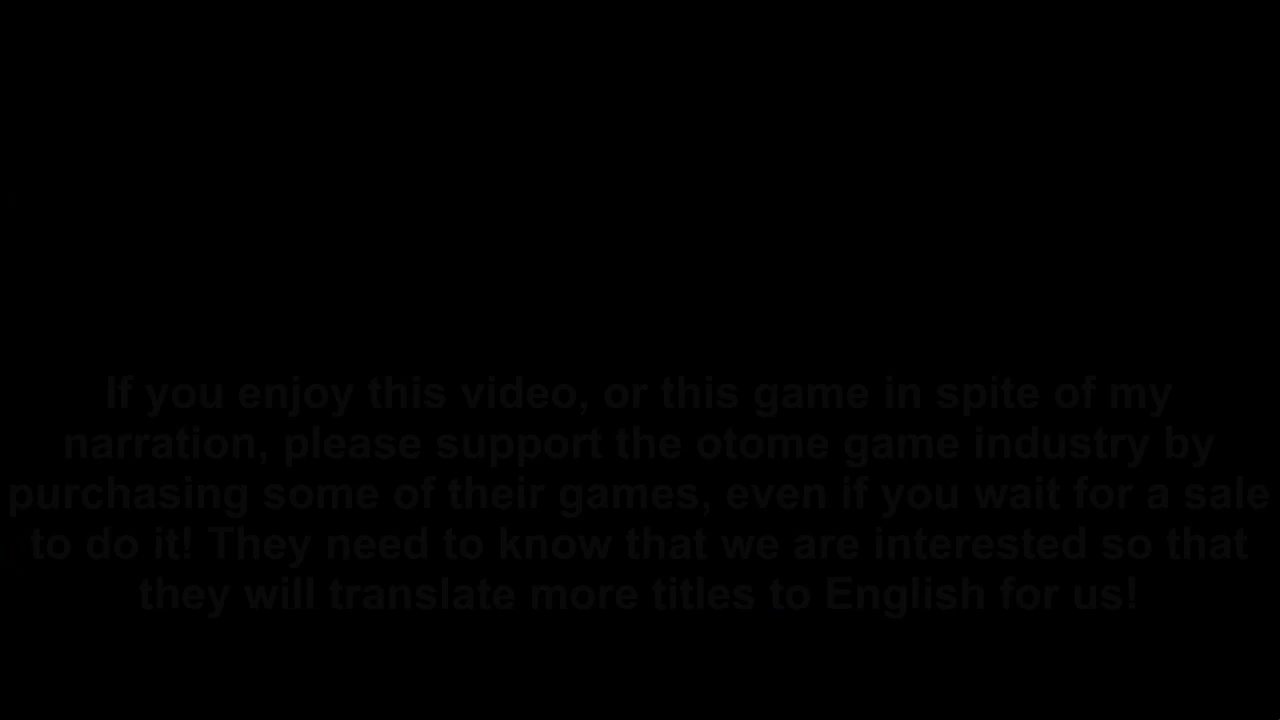 If you enjoy this video, or this game in spite of my
narration, please support the otome game industry by
purchasing some of their games, even if you wait for a sale
to do it! They need to know that we are interested so that
they will translate more titles to English for us!